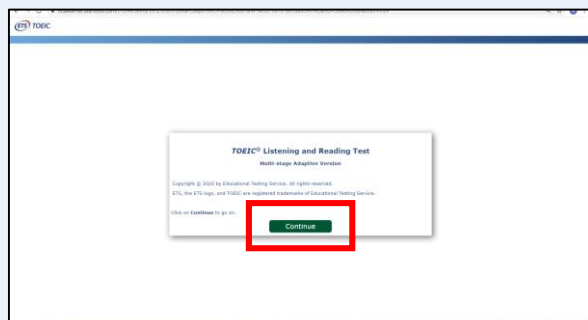 ETS TOEIC
TOEIC® Listening and Reading Test
Multi-stage Adaptive Version
Copyright @ 2020 by Educational Testing Service. All rights reserved.
ETS, the ETS logo, and TOEIC are registered trademarks of Educational Testing Service.
Click on Continue to go on.
Continue